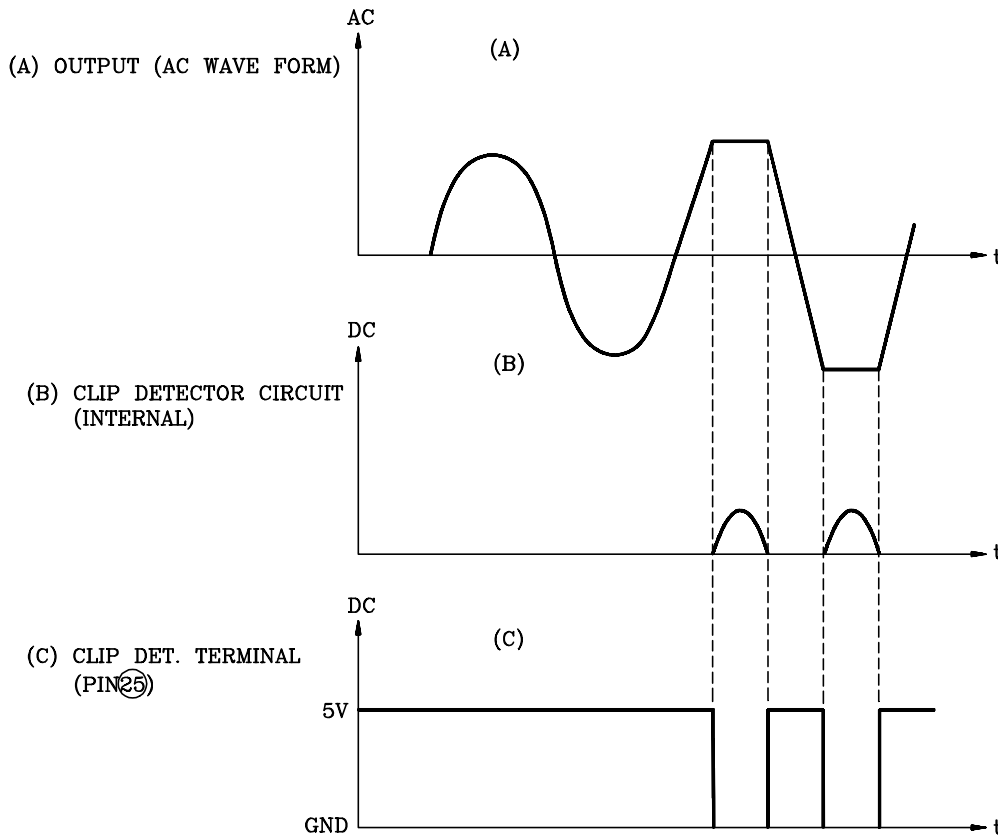 AC
(A) OUTPUT (AC WAVE FORM)
(A)
t
DC
(B)
(B) CLIP DETECTOR CIRCUIT
(INTERNAL)
t
DC
(C)
(C) CLIP DET. TERMINAL
(PIN25)
5V
GND
t